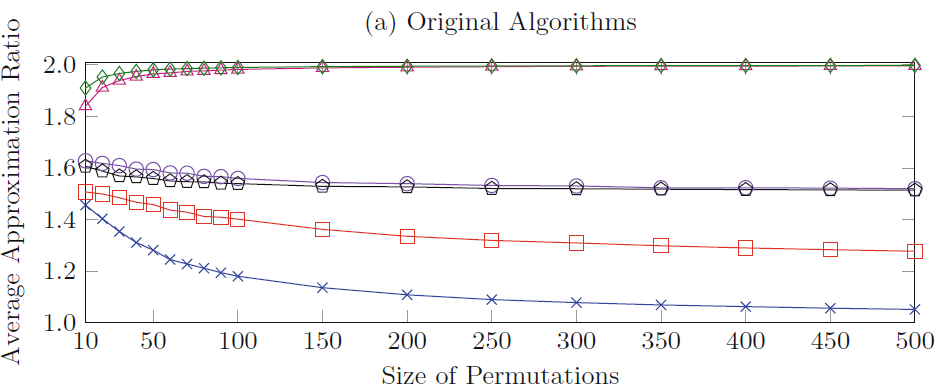 (a) Original Algorithms
Average Approximation Ratio
2.0
1.8
1.6
1.4
1.2
1.0
10 50 100 150 200 250 300 350 400 450 500
Size of Permutations